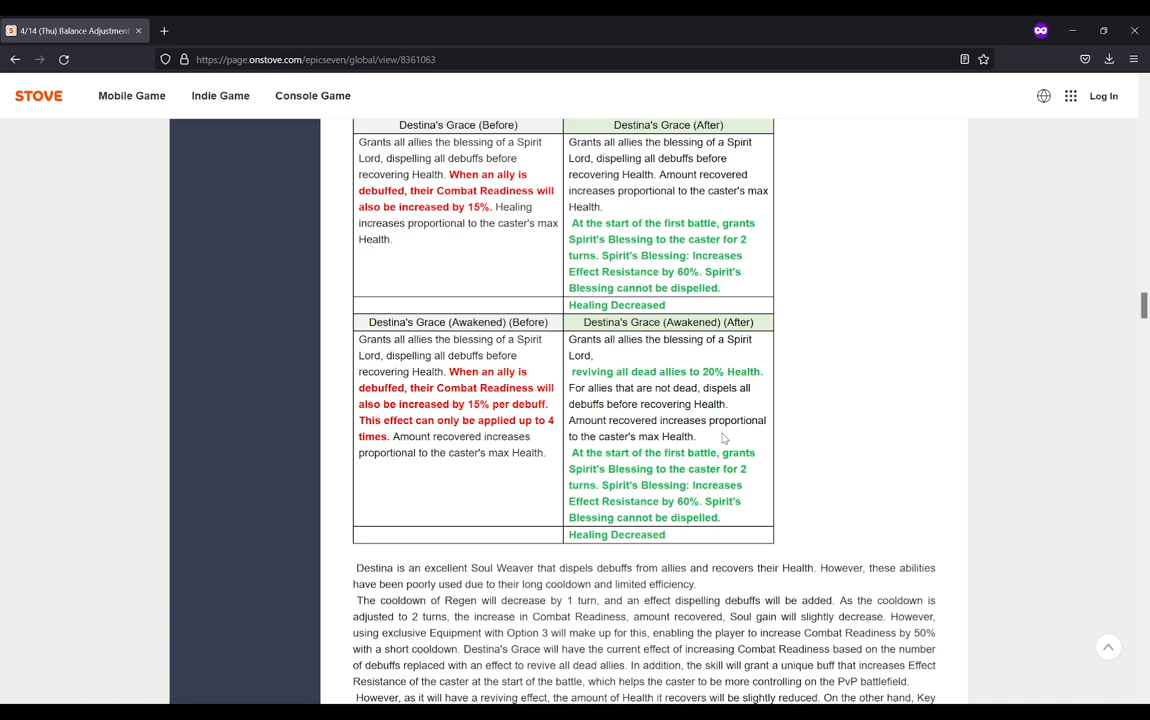 4/14 (Thu) Balance Adjustment
https://page.onstove.com/epicseven/global/view/8361063
STOVE
Mobile Game
Indie Game
Console Game
Log In
Destina's Grace (Before)
Destina's Grace (After)
Grants all allies the blessing of a Spirit
Lord, dispelling all debuffs before
recovering Health. When an ally is
debuffed, their Combat Readiness will
also be increased by 15%. Healing
increases proportional to the caster's max
Health.
Grants all allies the blessing of a Spirit
Lord, dispelling all debuffs before
recovering Health. Amount recovered
increases proportional to the caster's max
Health.
At the start of the first battle, grants
Spirit's Blessing to the caster for 2
turns. Spirit's Blessing: Increases
Effect Resistance by 60%. Spirit's
Blessing cannot be dispelled.
Healing Decreased
Destina's Grace (Awakened) (Before)
Destina's Grace (Awakened) (After)
Grants all allies the blessing of a Spirit
Lord, dispelling all debuffs before
recovering Health. When an ally is
debuffed, their Combat Readiness will
also be increased by 15% per debuff.
This effect can only be applied up to 4
times. Amount recovered increases
proportional to the caster's max Health.
Grants all allies the blessing of a Spirit
Lord,
reviving all dead allies to 20% Health.
For allies that are not dead, dispels all
debuffs before recovering Health.
Amount recovered increases proportional
to the caster's max Health.
At the start of the first battle, grants
Spirit's Blessing to the caster for 2
turns. Spirit's Blessing: Increases
Effect Resistance by 60%. Spirit's
Blessing cannot be dispelled.
Healing Decreased
Destina is an excellent Soul Weaver that dispels debuffs from allies and recovers their Health. However, these abilities
have been poorly used due to their long cooldown and limited efficiency.
The cooldown of Regen will decrease by 1 turn, and an effect dispelling debuffs will be added. As the cooldown is
adjusted to 2 turns, the increase in Combat Readiness, amount recovered, Soul gain will slightly decrease. However,
using exclusive Equipment with Option 3 will make up for this, enabling the player to increase Combat Readiness by 50%
with a short cooldown. Destina's Grace will have the current effect of increasing Combat Readiness based on the number
of debuffs replaced with an effect to revive all dead allies. In addition, the skill will grant a unique buff that increases Effect
Resistance of the caster at the start of the battle, which helps the caster to be more controlling on the PvP battlefield.
However, as it will have a reviving effect, the amount of Health it recovers will be slightly reduced. On the other hand, Key